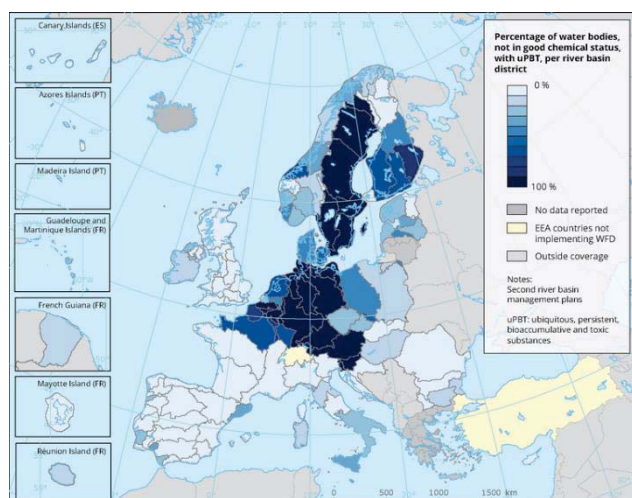 Canary Islands (ES)
Azores Islands (PT)
Madeira Island (PT)
Guadeloupe and
Martinique Islands (FR)
French Guiana (FR)
Mayotte Island (FR)
Réunion Island (FR)
Percentage of water bodies,
not in good chemical status,
with uPBT, per river basin
district
0 %
100 %
No data reported
EEA countries not
implementing WFD
Outside coverage
Notes:
Second river basin
management plans
uPBT: ubiquitous, persistent,
bioaccumulative and toxic
substances
0 500 1000 1500 km